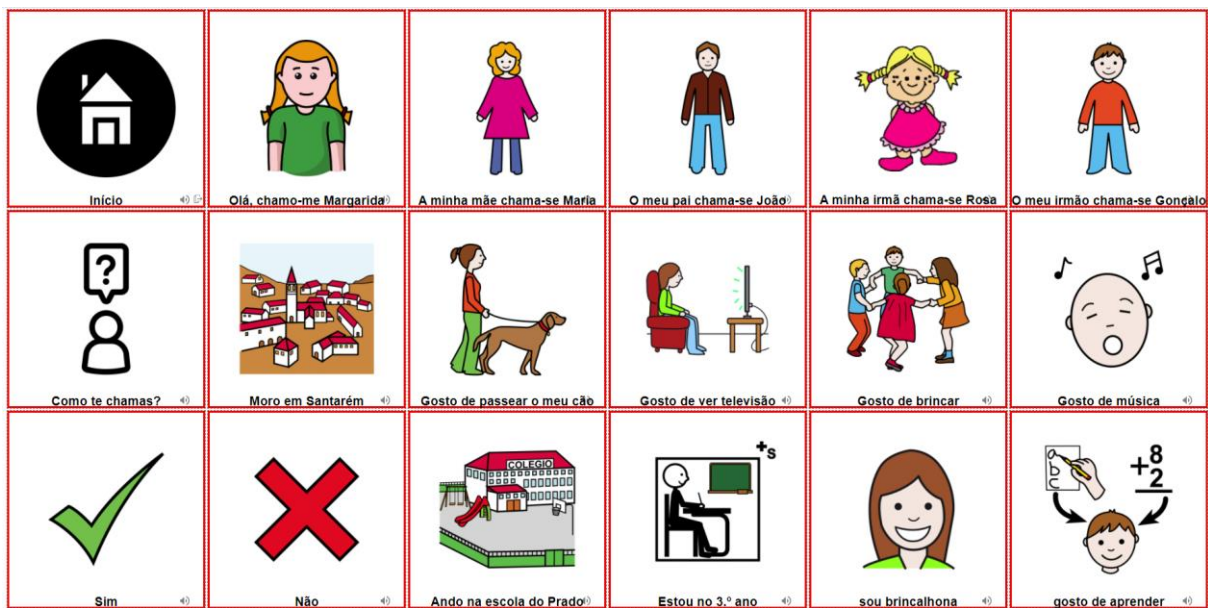 Início
Olá, chamo-me Margarida
A minha mãe chama-se Maria
O meu pai chama-se João
A minha irmã chama-se Rosa
O meu irmão chama-se Gonçalo
?
Como te chamas?
Moro em Santarém
Gosto de passear o meu cão
Gosto de ver televisão
Gosto de brincar
Gosto de música
COLEGIO
+s
a
b
c
+8
2
Sim
Não
Ando na escola do Prado
Estou no 3.º ano
sou brincalhona
gosto de aprender